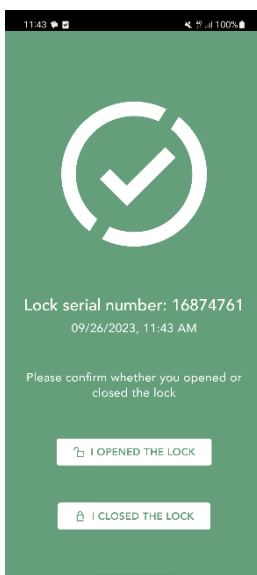 11:43
100%
Lock serial number: 16874761
09/26/2023, 11:43 AM
Please confirm whether you opened or
closed the lock
I OPENED THE LOCK
I CLOSED THE LOCK